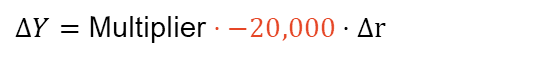 Δ𝑌 = Multiplier · −20,000 · Δr